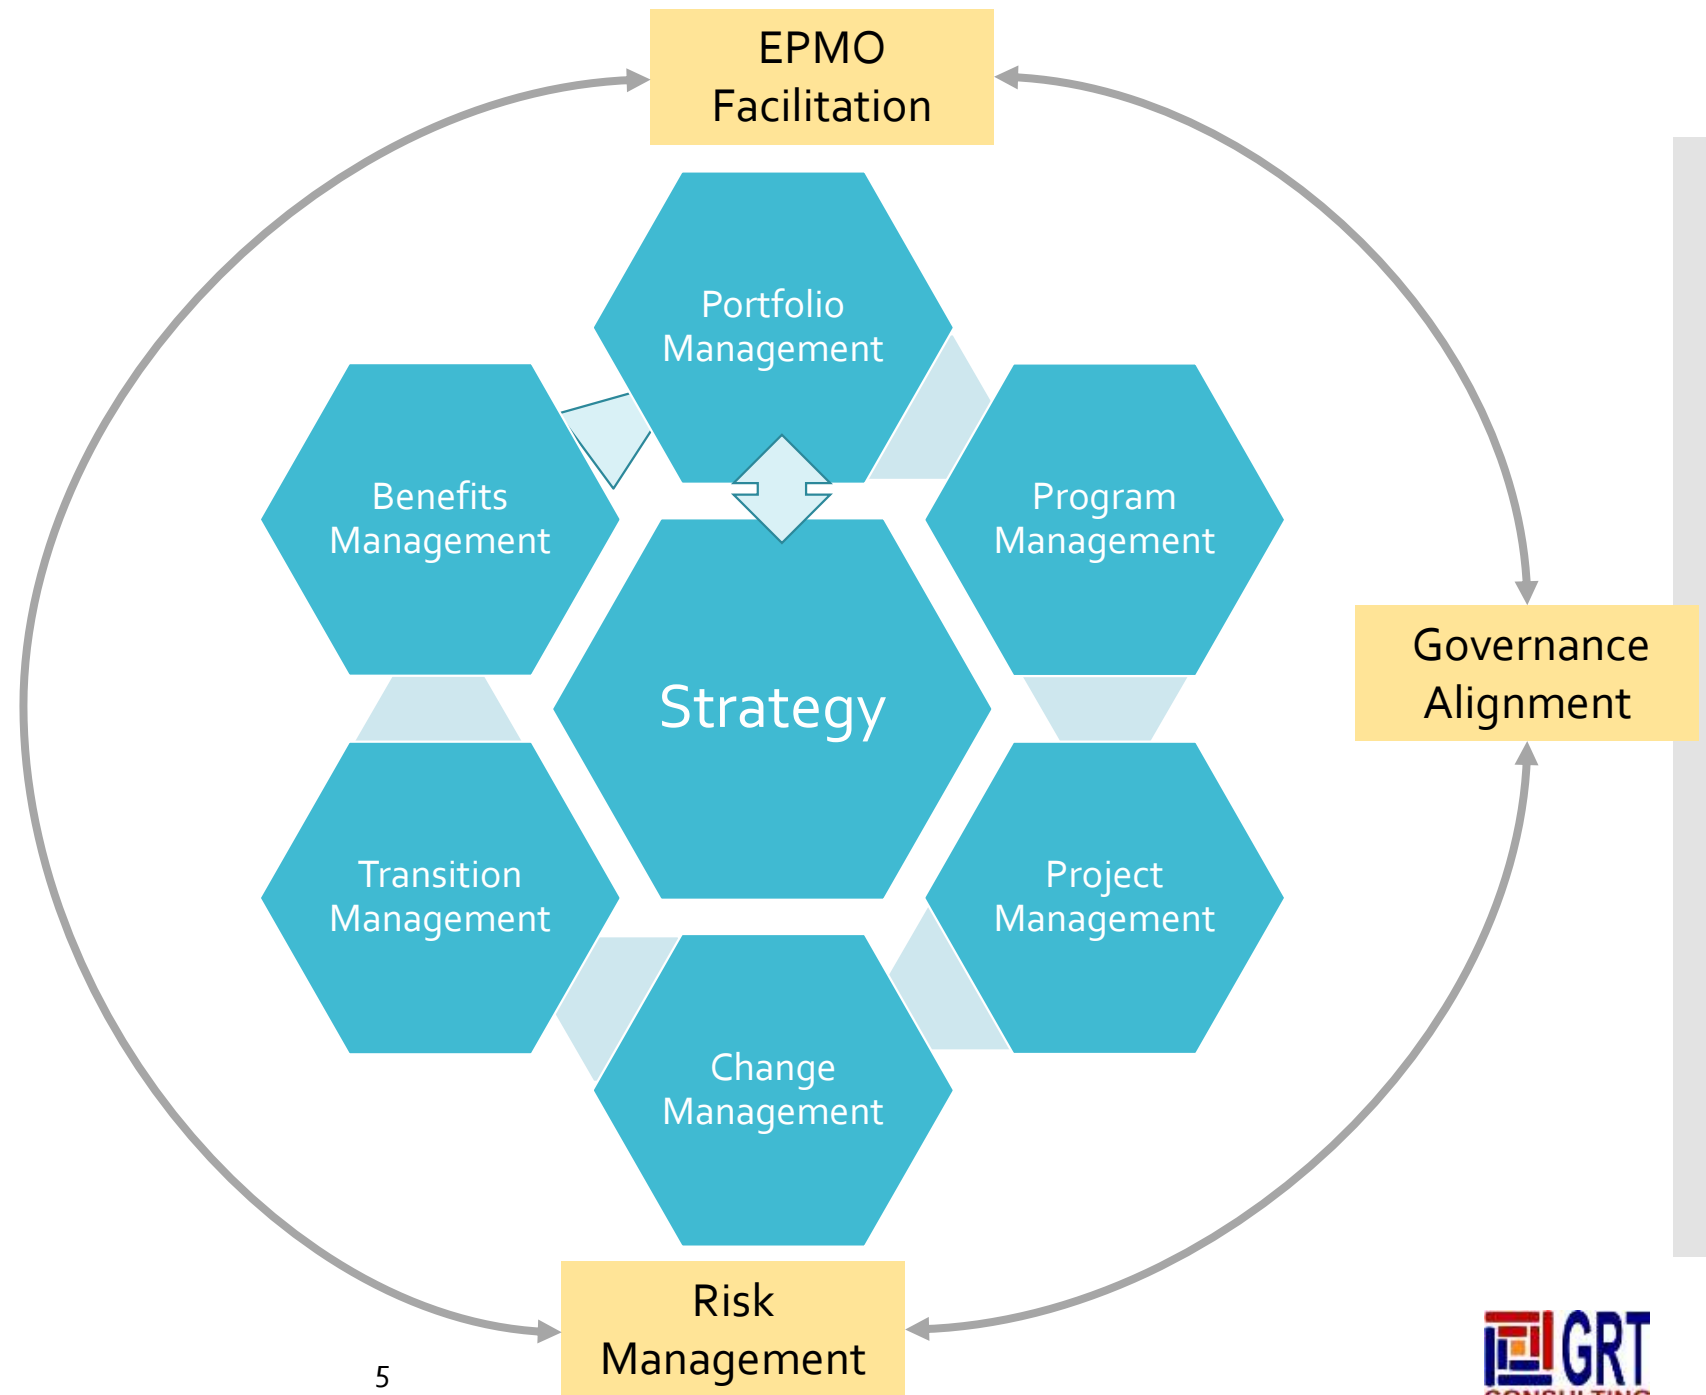 EPMO
Facilitation
Portfolio
Management
Benefits
Management
Program
Management
Governance
Alignment
Strategy
Transition
Management
Project
Management
Change
Management
Risk
Management
5
GRT
CONSULTING